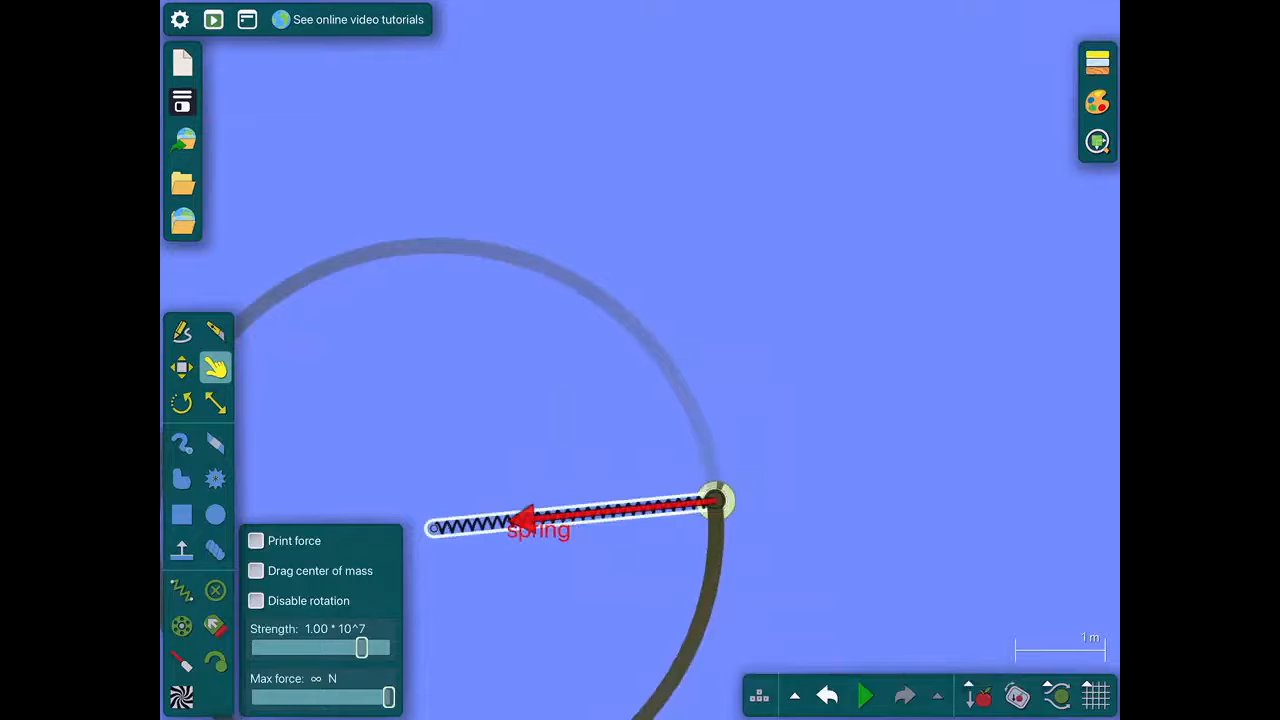 See online video tutorials
spring
Print force
Drag center of mass
Disable rotation
Strength: 1.00 * 10^7
Max force: ∞ N
1 m